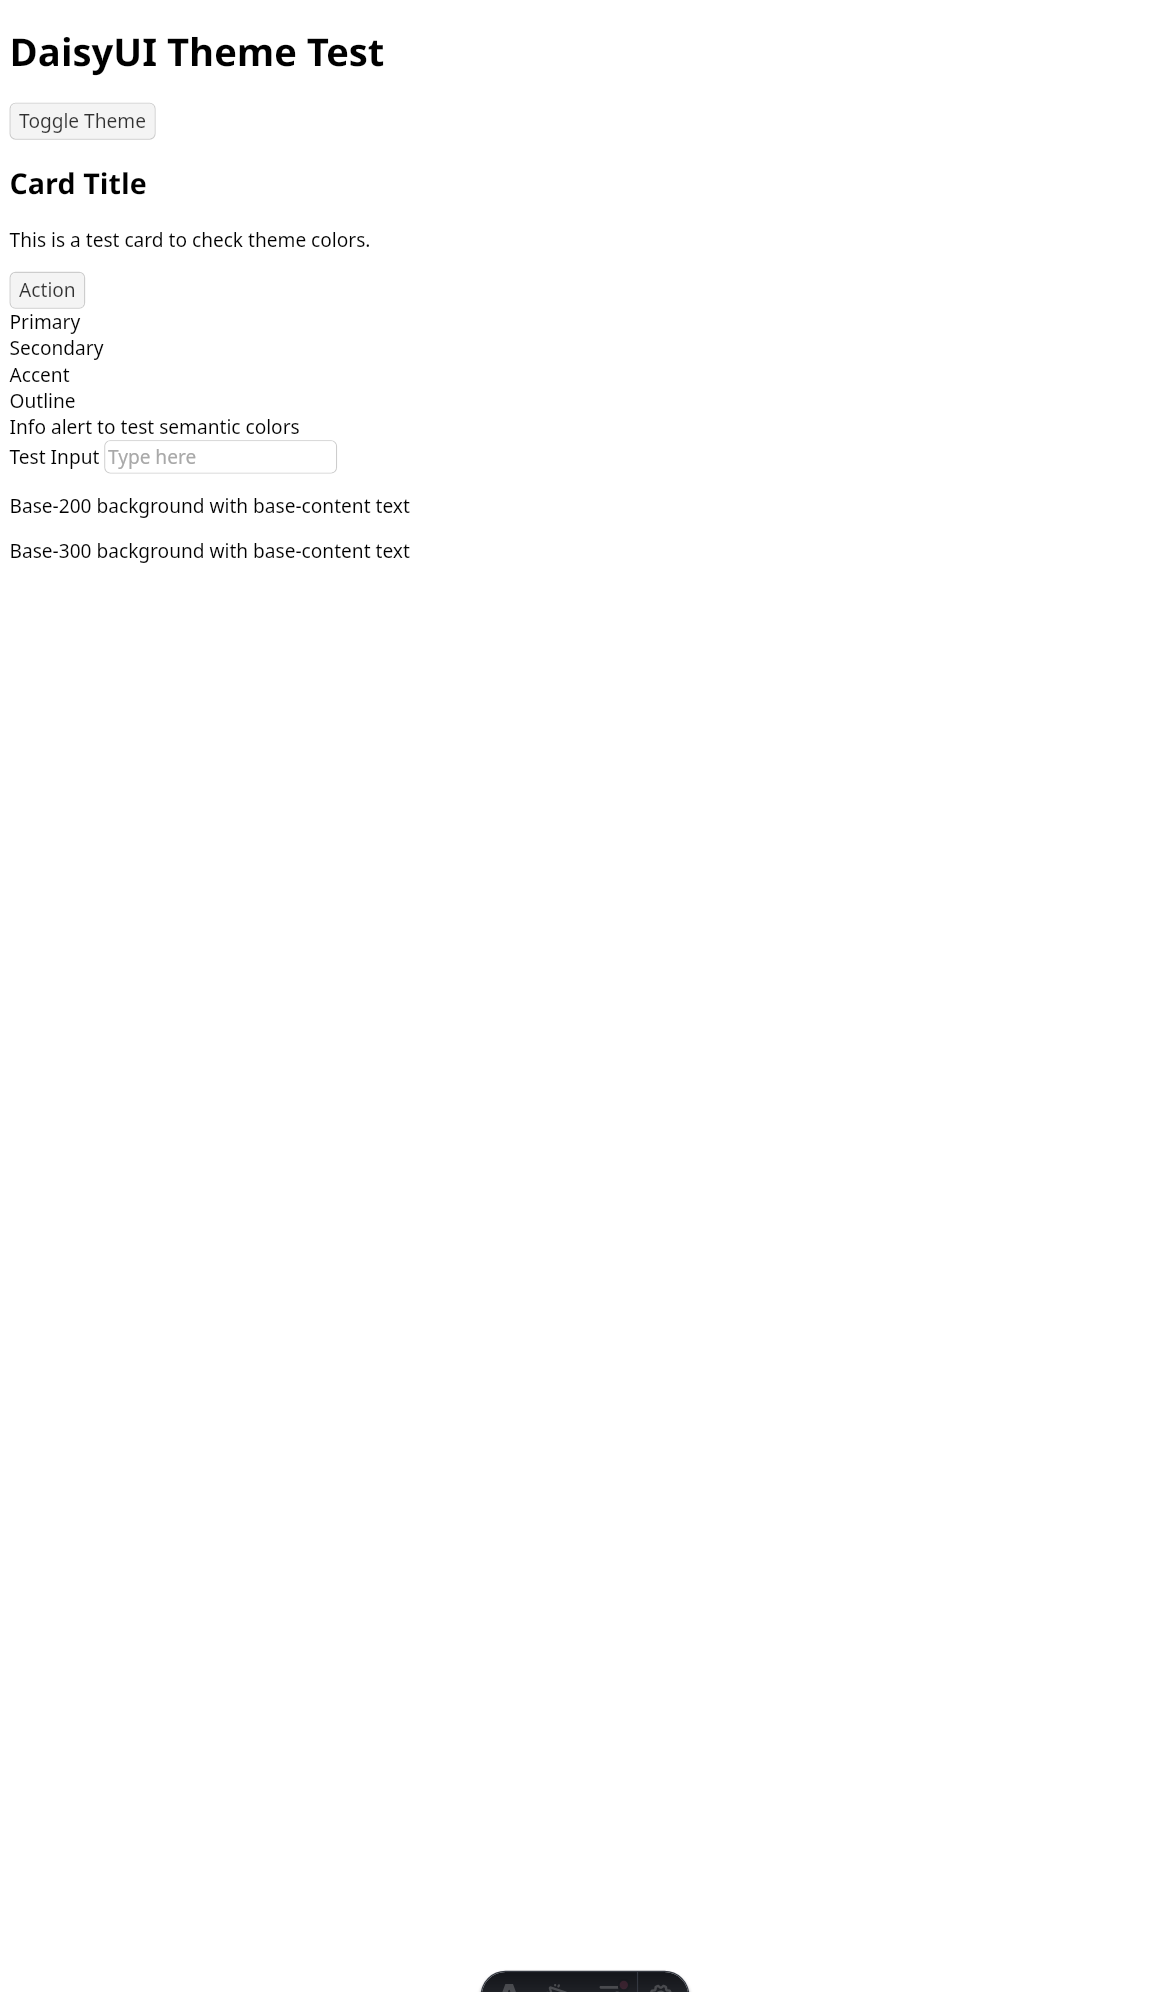 DaisyUI Theme Test
Toggle Theme
Card Title
This is a test card to check theme colors.
Action
Primary
Secondary
Accent
Outline
Info alert to test semantic colors
Test Input Type here
Base-200 background with base-content text
Base-300 background with base-content text